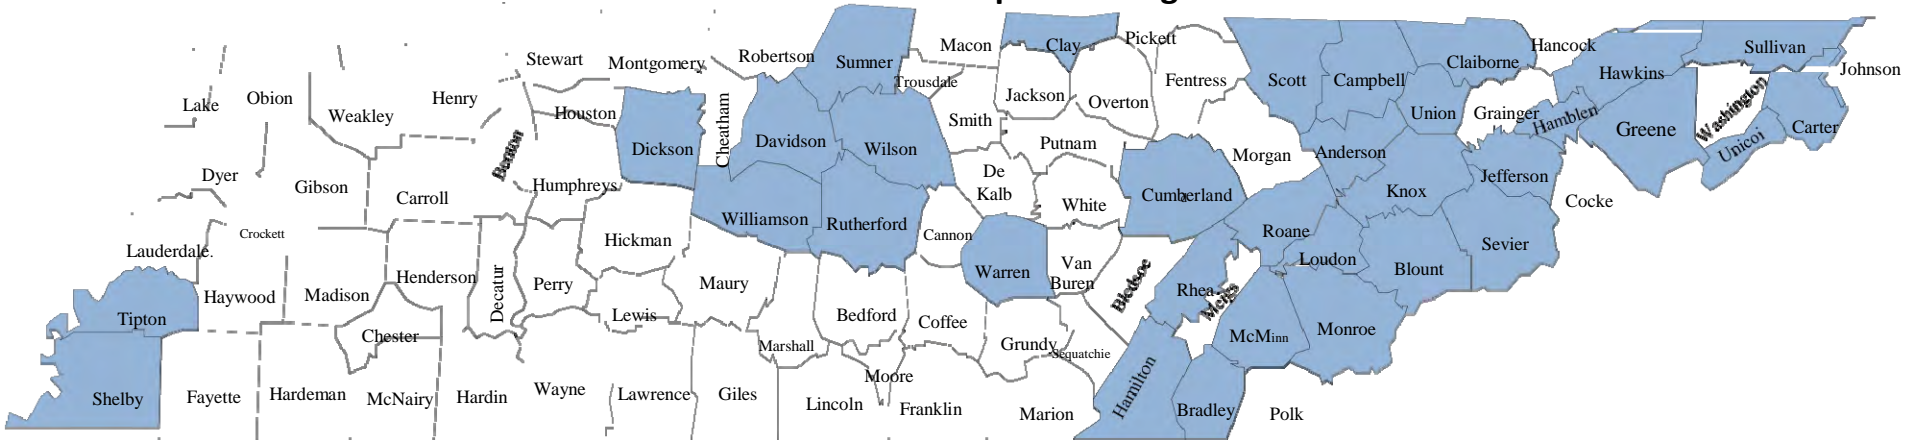 Macon
Clay
Pickett
Stewart
Montgomery
Robertson
Sumner
Trousdale
Fentress
Scott
Campbell
Claiborne
Hancock
Hawkins
Sullivan
Johnson
Lake
Obion
Weakley
Henry
Houston
Cheatham
Jackson
Overton
Union
Grainger
Hamblen
Greene
Washington
Unicoi
Carter
Benton
Dickson
Davidson
Wilson
Smith
Putnam
Morgan
Anderson
Dyer
Gibson
Carroll
Humphreys
De
Kalb
White
Cumberland
Knox
Jefferson
Cocke
Lauderdale.
Crockett
Hickman
Williamson
Rutherford
Cannon
Roane
Loudon
Blount
Sevier
Haywood
Madison
Henderson
Decatur
Perry
Maury
Warren
Van
Buren
Bledsoe
Rhea
Meigs
Tipton
Chester
Lewis
Marshall
Bedford
Coffee
Grundy
Sequatchie
McMinn
Monroe
Shelby
Fayette
Hardeman
McNairy
Hardin
Wayne
Lawrence
Giles
Lincoln
Moore
Franklin
Marion
Hamilton
Bradley
Polk